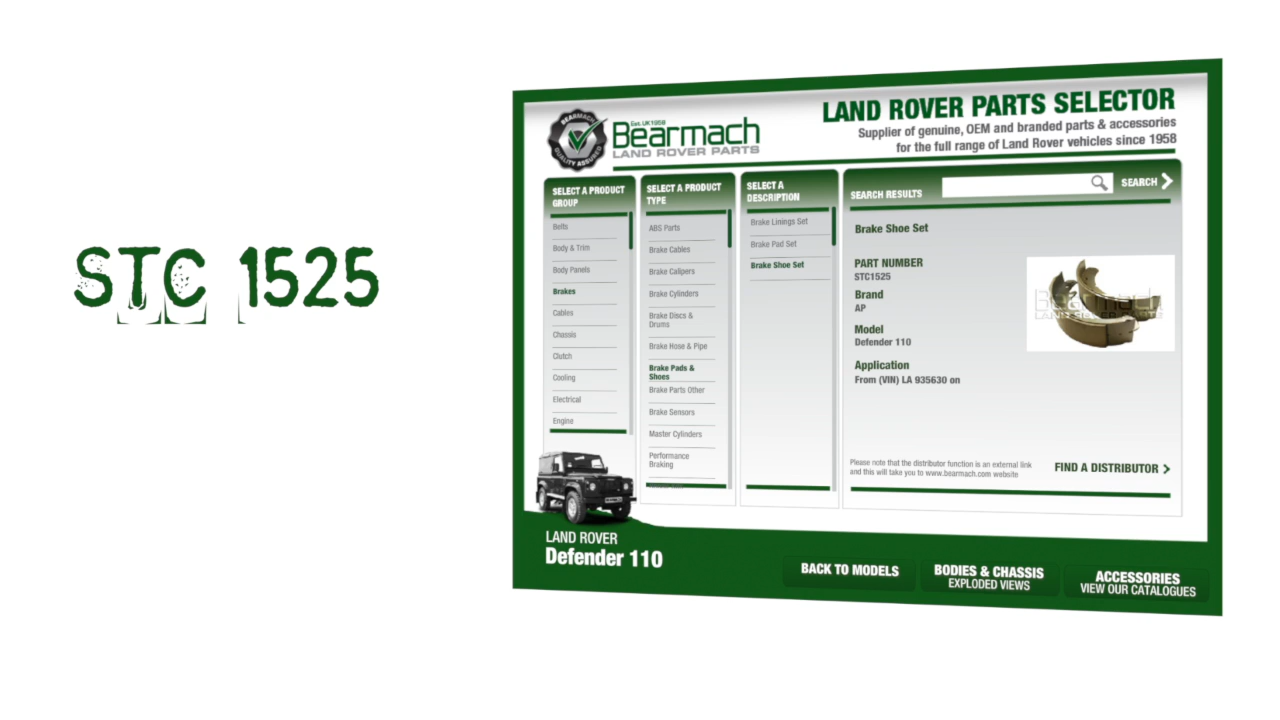 STC 1525
BEARMACH
QUALITY ASSURED
Est. UK 1958
Bearmach
LAND ROVER PARTS
LAND ROVER PARTS SELECTOR
Supplier of genuine, OEM and branded parts & accessories
for the full range of Land Rover vehicles since 1958
SELECT A PRODUCT
GROUP
Belts
Body & Trim
Body Panels
Brakes
Cables
Chassis
Clutch
Cooling
Electrical
Engine
SELECT A PRODUCT
TYPE
ABS Parts
Brake Cables
Brake Calipers
Brake Cylinders
Brake Discs &
Drums
Brake Hose & Pipe
Brake Pads &
Shoes
Brake Parts Other
Brake Sensors
Master Cylinders
Performance
Braking
SELECT A
DESCRIPTION
Brake Linings Set
Brake Pad Set
Brake Shoe Set
SEARCH RESULTS
SEARCH
Brake Shoe Set
PART NUMBER
STC1525
Brand
AP
Model
Defender 110
Application
From (VIN) LA 935630 on
Bearmach
Please note that the distributor function is an external link
and this will take you to www.bearmach.com website
FIND A DISTRIBUTOR
LAND ROVER
Defender 110
BACK TO MODELS
BODIES & CHASSIS
EXPLODED VIEWS
ACCESSORIES
VIEW OUR CATALOGUES